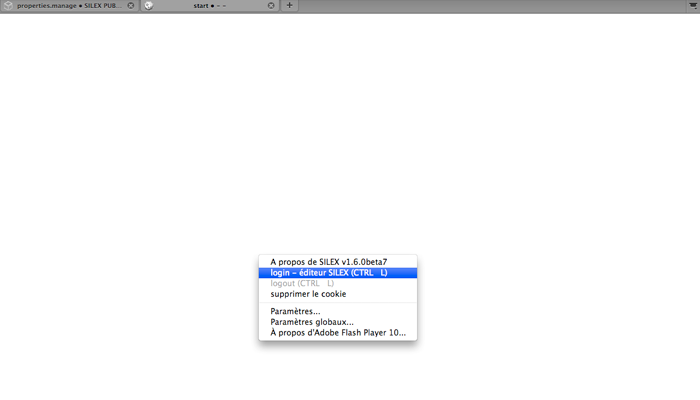 properties.manage • SILEX PUB...
start • – –
A propos de SILEX v1.6.0beta7
login – éditeur SILEX (CTRL L)
logout (CTRL L)
supprimer le cookie
Paramètres...
Paramètres globaux...
À propos d'Adobe Flash Player 10...